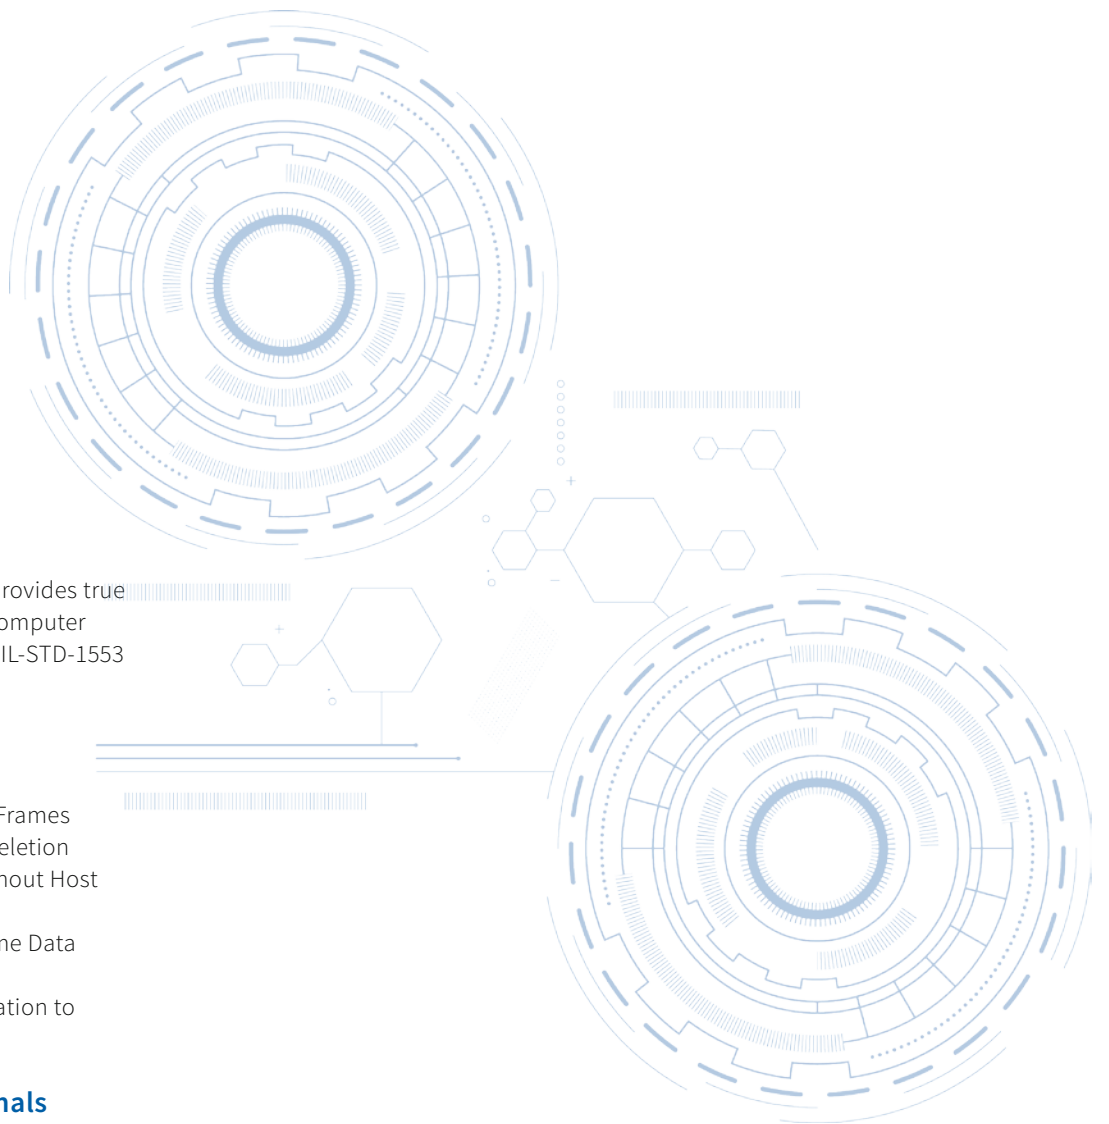 rovides true
omputer
IL-STD-1553
Frames
eletion
hout Host
ne Data
ation to
nals